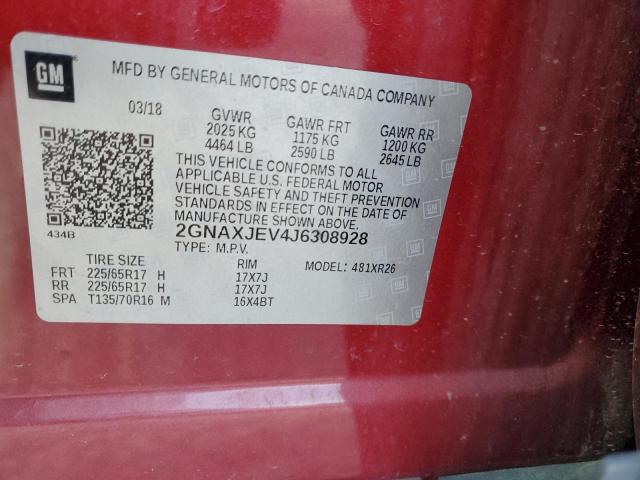 GM
MFD BY GENERAL MOTORS OF CANADA COMPANY
03/18 GVWR GAWR FRT GAWR RR
2025 KG 1175 KG 1200 KG
4464 LB 2590 LB 2645 LB
THIS VEHICLE CONFORMS TO ALL
APPLICABLE U.S. FEDERAL MOTOR
VEHICLE SAFETY AND THEFT PREVENTION
STANDARDS IN EFFECT ON THE DATE OF
MANUFACTURE SHOWN ABOVE.
434B 2GNAXJEV4J6308928
TYPE: M.P.V.
TIRE SIZE RIM MODEL: 481XR26
FRT 225/65R17 H 17X7J
RR 225/65R17 H 17X7J
SPA T135/70R16 M 16X4BT